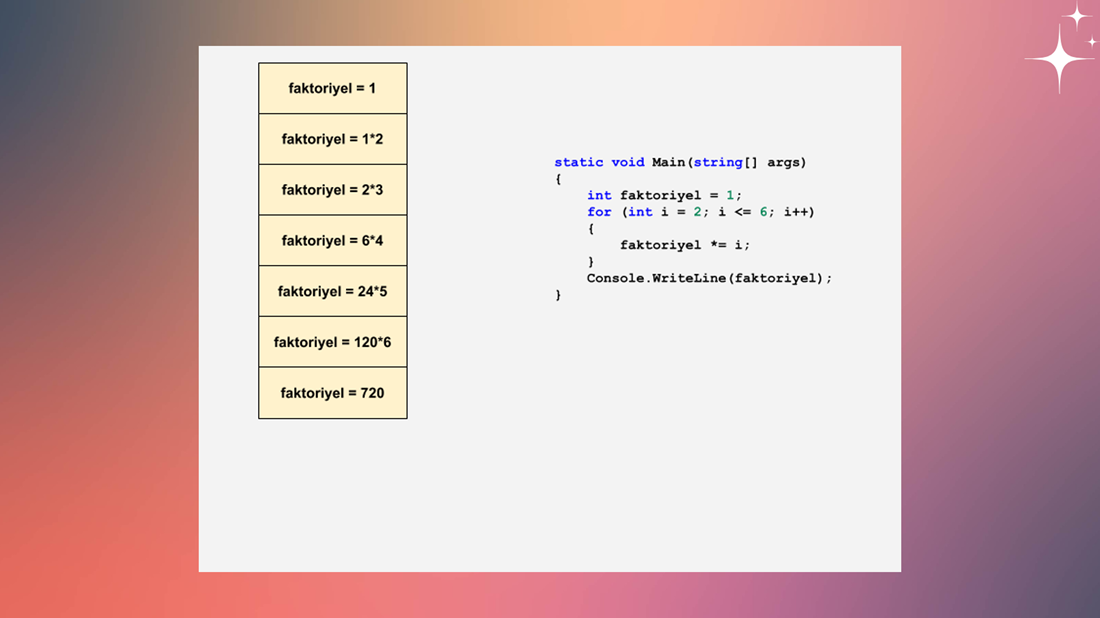 faktoriyel = 1
faktoriyel = 1*2
faktoriyel = 2*3
faktoriyel = 6*4
faktoriyel = 24*5
faktoriyel = 120*6
faktoriyel = 720
static void Main(string[] args)
{
    int faktoriyel = 1;
    for (int i = 2; i <= 6; i++)
    {
        faktoriyel *= i;
    }
    Console.WriteLine(faktoriyel);
}